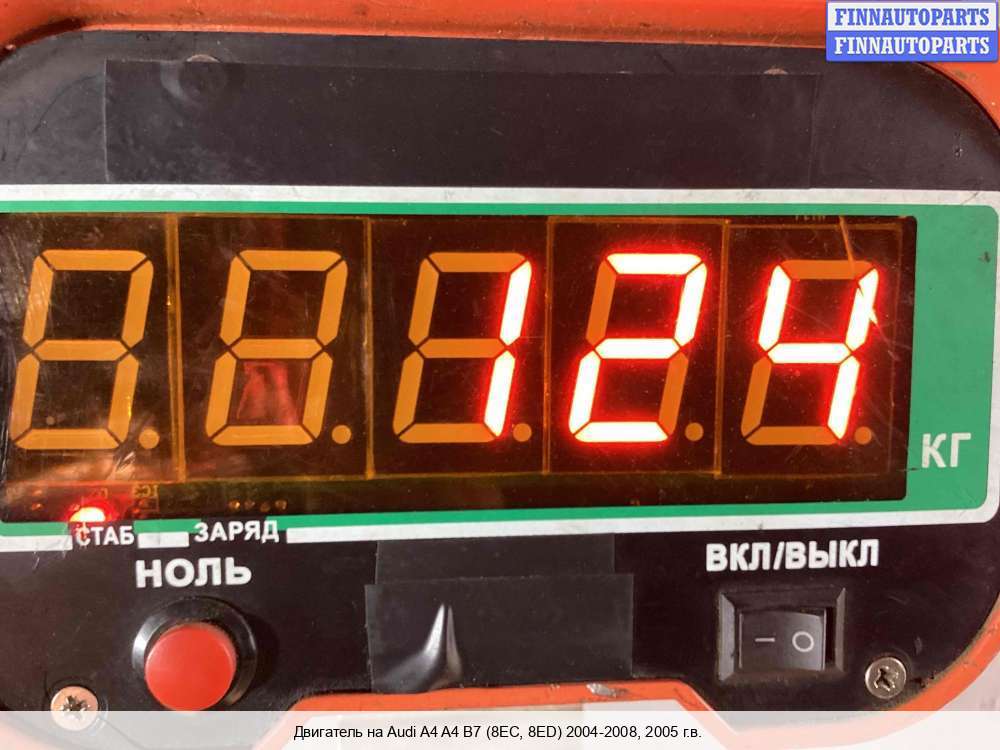 FINNAUTOPARTS
FINNAUTOPARTS
124
КГ
СТАБ ЗАРЯД
НОЛЬ
ВКЛ/ВЫКЛ
Двигатель на Audi A4 A4 B7 (8EC, 8ED) 2004-2008, 2005 г.в.